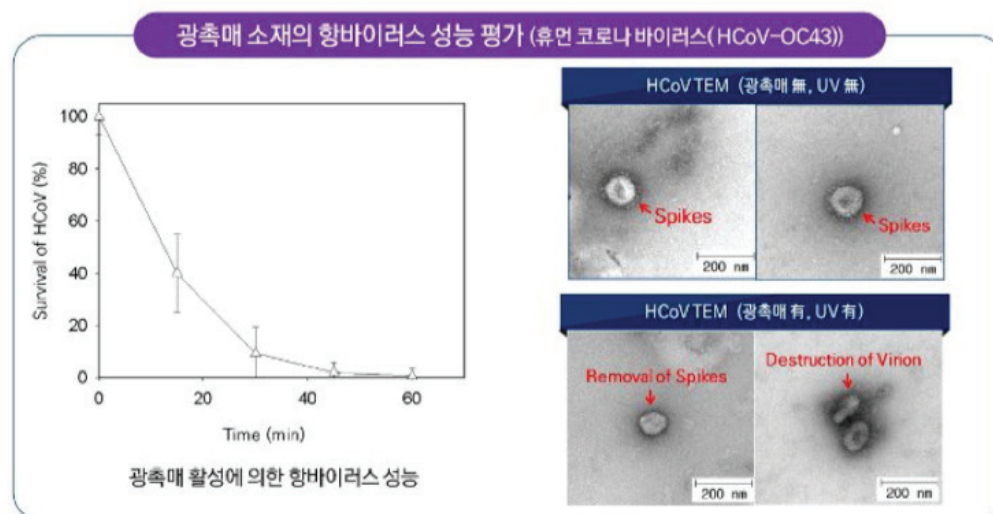 광촉매 소재의 항바이러스 성능 평가 (휴먼 코로나 바이러스(HCoV-OC43))
Survival of HCoV (%)
100
80
60
40
20
0
0 20 40 60
Time (min)
광촉매 활성에 의한 항바이러스 성능
HCoV TEM (광촉매 無, UV 無)
Spikes
200 nm
Spikes
200 nm
HCoV TEM (광촉매 有, UV 有)
Removal of Spikes
200 nm
Destruction of Virion
200 nm